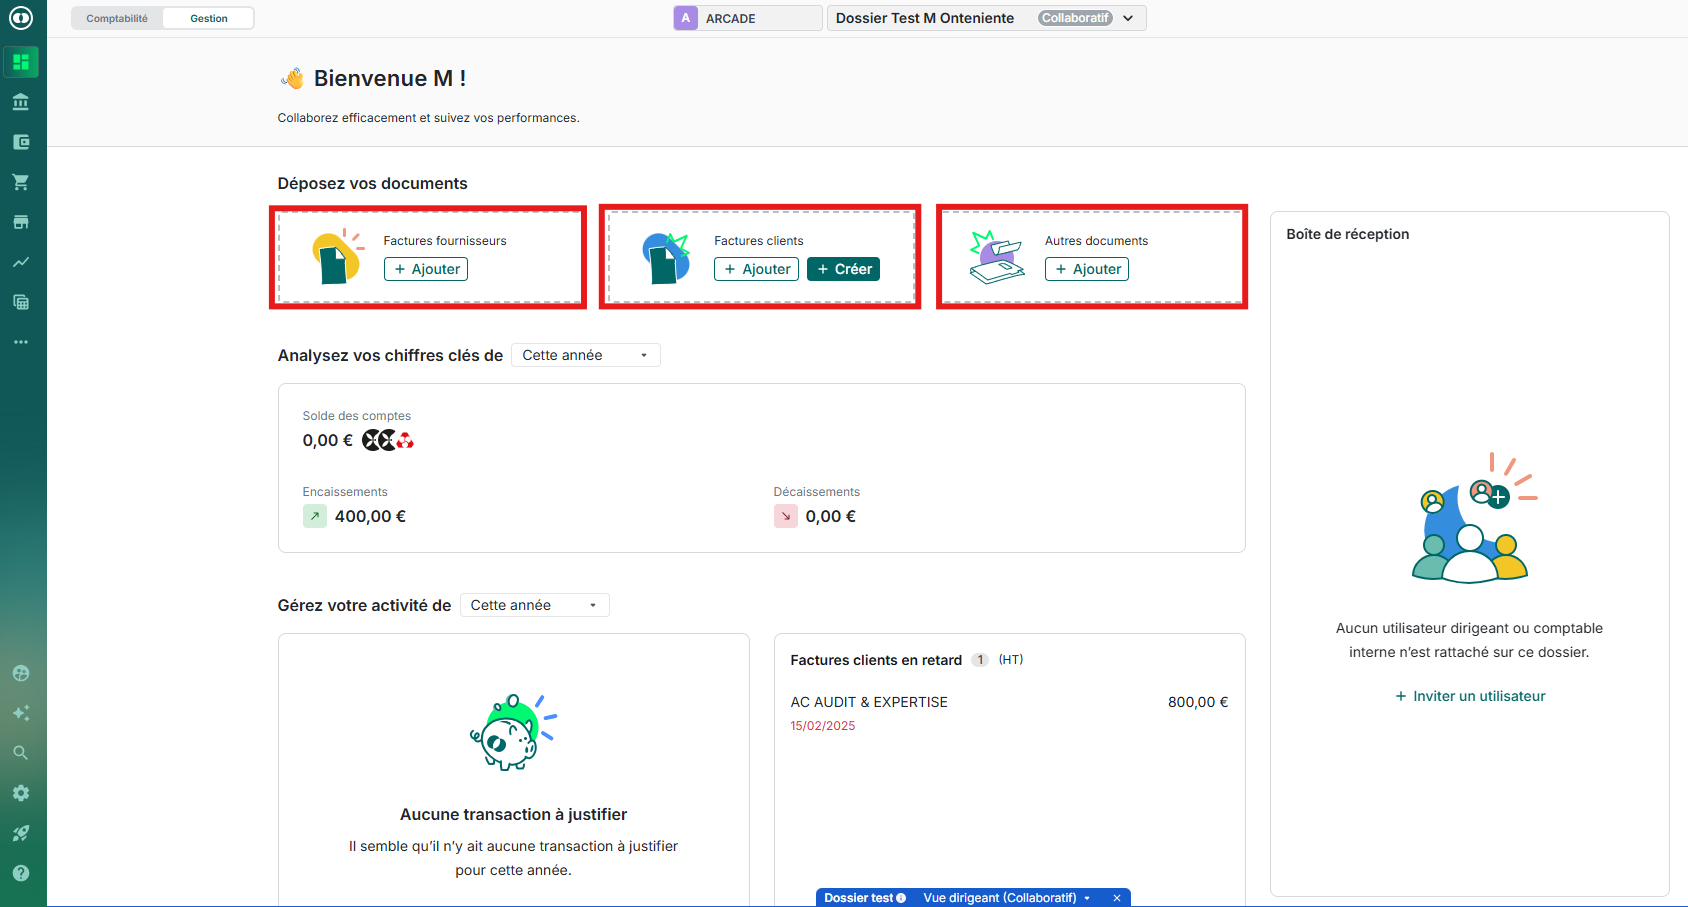 Comptabilité Gestion A ARCADE Dossier Test M Onteniente Collaboratif
Bienvenue M !
Collaborez efficacement et suivez vos performances.
Déposez vos documents
Factures fournisseurs
+ Ajouter
Factures clients
+ Ajouter + Créer
Autres documents
+ Ajouter
Analysez vos chiffres clés de Cette année
Solde des comptes
0,00 €
Encaissements
400,00 €
Décaissements
0,00 €
Gérez votre activité de Cette année
Aucune transaction à justifier
Il semble qu'il n'y ait aucune transaction à justifier
pour cette année.
Factures clients en retard 1 (HT)
AC AUDIT & EXPERTISE 800,00 €
15/02/2025
Boîte de réception
Aucun utilisateur dirigeant ou comptable
interne n'est rattaché sur ce dossier.
+ Inviter un utilisateur
Dossier test Vue dirigeant (Collaboratif)